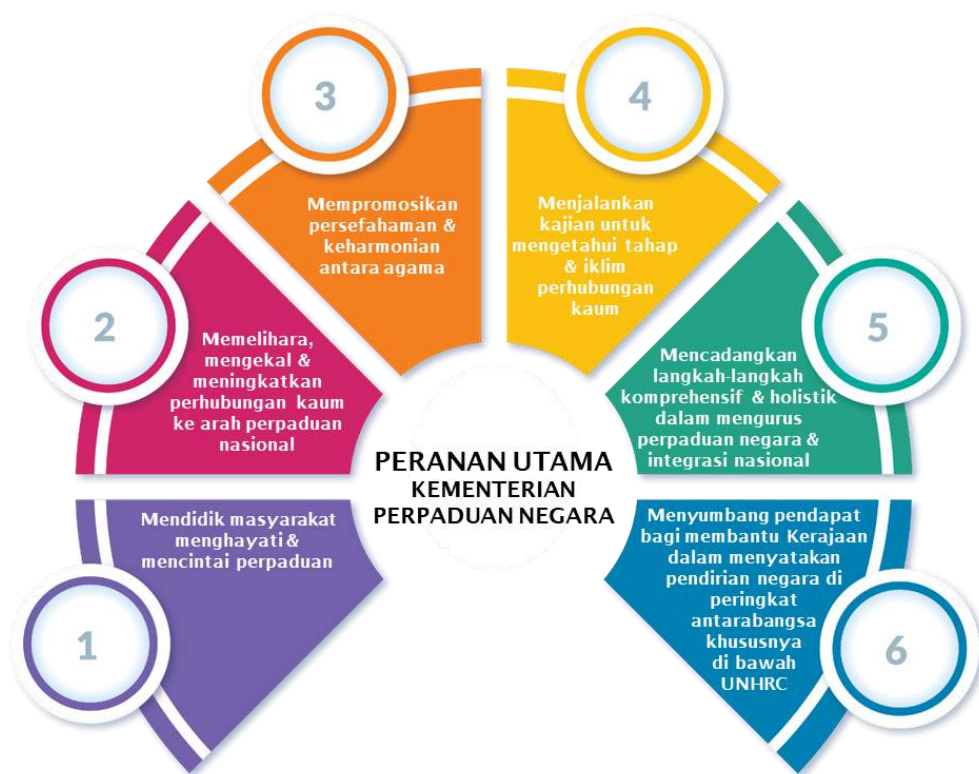 PERANAN UTAMA
KEMENTERIAN
PERPADUAN NEGARA
1
Mendidik masyarakat
menghayati &
mencintai perpaduan
2
Memelihara,
mengekal &
meningkatkan
perhubungan kaum
ke arah perpaduan
nasional
3
Mempromosikan
persefahaman &
keharmonian
antara agama
4
Menjalankan
kajian untuk
mengetahui tahap
& iklim
perhubungan
kaum
5
Mencadangkan
langkah-langkah
komprehensif & holistik
dalam mengurus
perpaduan negara &
integrasi nasional
6
Menyumbang pendapat
bagi membantu Kerajaan
dalam menyatakan
pendirian negara di
peringkat
antarabangsa
khususnya
di bawah
UNHRC